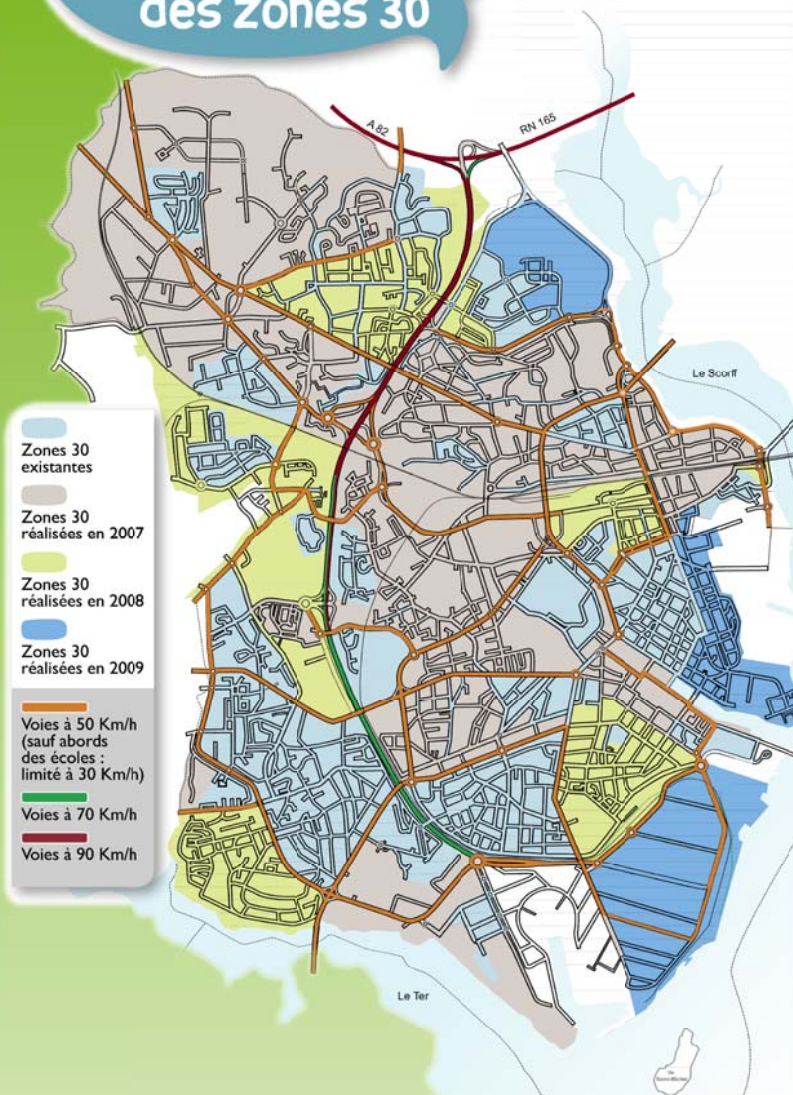 des zones 30
A 82
RN 165
Le Scorff
Zones 30
existantes
Zones 30
réalisées en 2007
Zones 30
réalisées en 2008
Zones 30
réalisées en 2009
Voies à 50 Km/h
(sauf abords
des écoles :
limité à 30 Km/h)
Voies à 70 Km/h
Voies à 90 Km/h
Le Ter